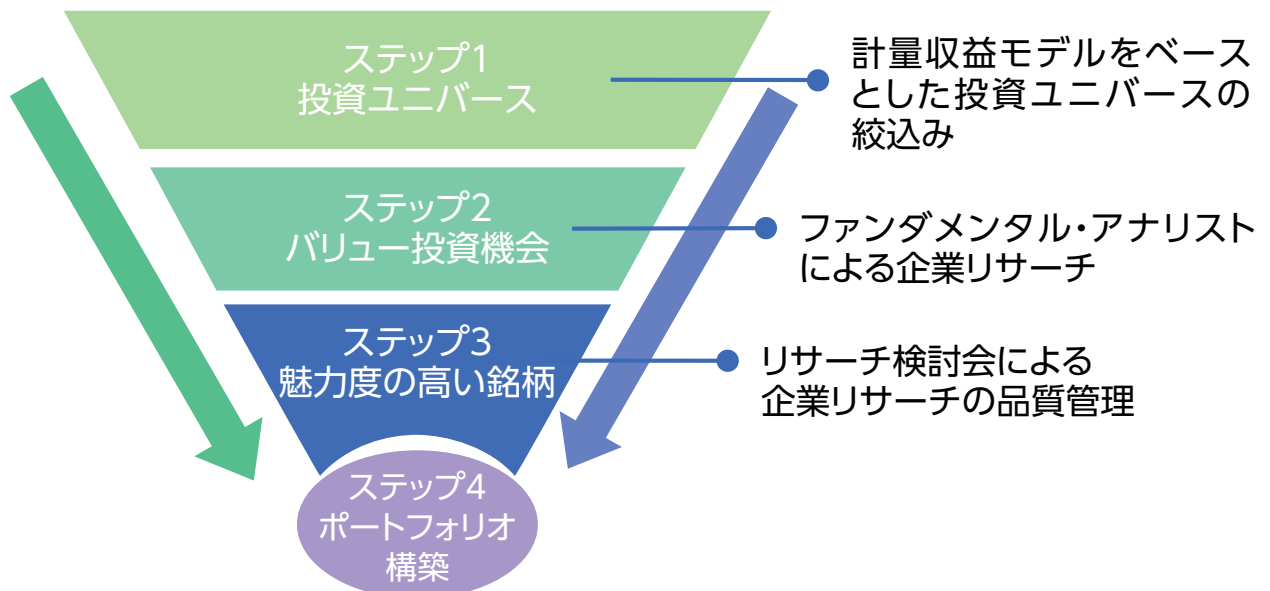 ステップ1
投資ユニバース
計量収益モデルをベース
とした投資ユニバースの
絞込み
ステップ2
バリュー投資機会
ファンダメンタル・アナリスト
による企業リサーチ
ステップ3
魅力度の高い銘柄
リサーチ検討会による
企業リサーチの品質管理
ステップ4
ポートフォリオ
構築